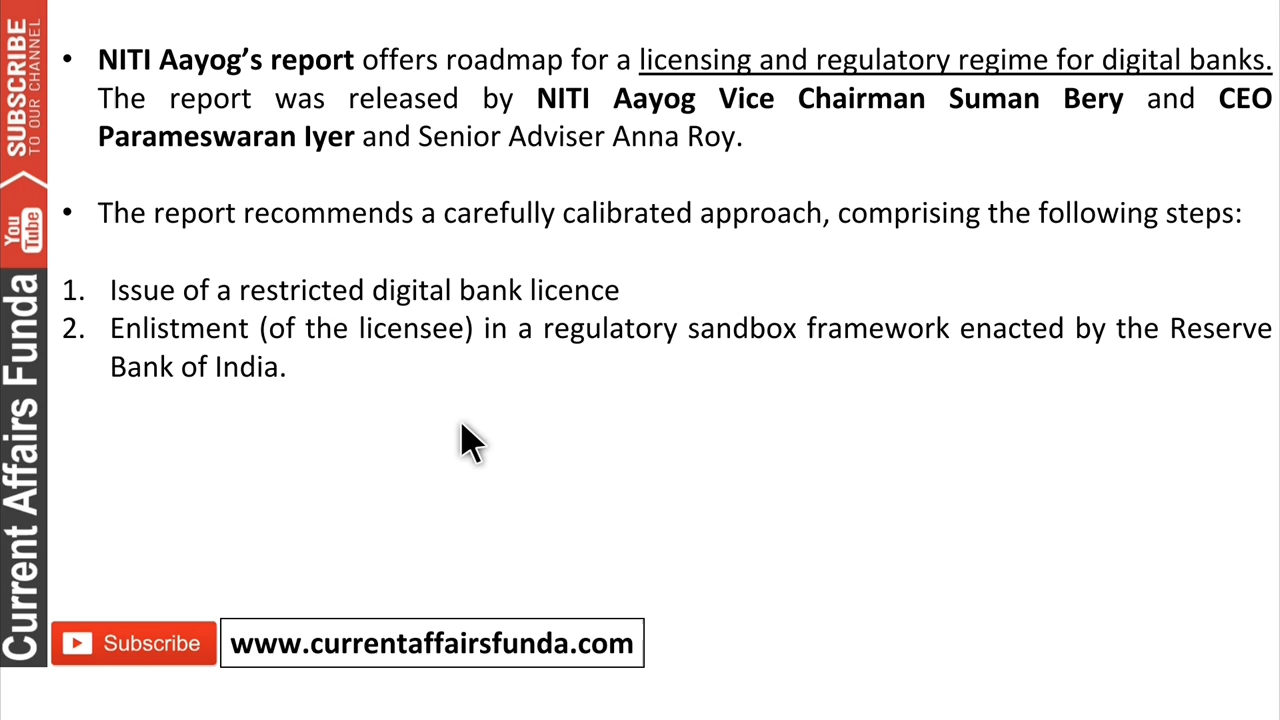 • NITI Aayog’s report offers roadmap for a licensing and regulatory regime for digital banks.
The report was released by NITI Aayog Vice Chairman Suman Bery and CEO
Parameswaran Iyer and Senior Adviser Anna Roy.
• The report recommends a carefully calibrated approach, comprising the following steps:
1. Issue of a restricted digital bank licence
2. Enlistment (of the licensee) in a regulatory sandbox framework enacted by the Reserve
Bank of India.
SUBSCRIBE
TO OUR CHANNEL
You
Tube
Current Affairs Funda
Subscribe
www.currentaffairsfunda.com